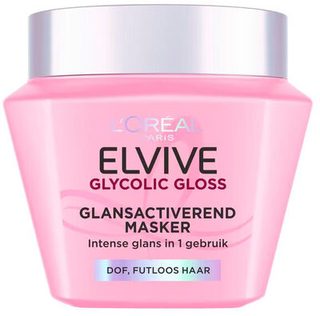 L'ORÉAL
PARIS
ELVIVE
GLYCOLIC GLOSS
GLANSACTIVEREND
MASKER
Intense glans in 1 gebruik
DOF, FUTLOOS HAAR